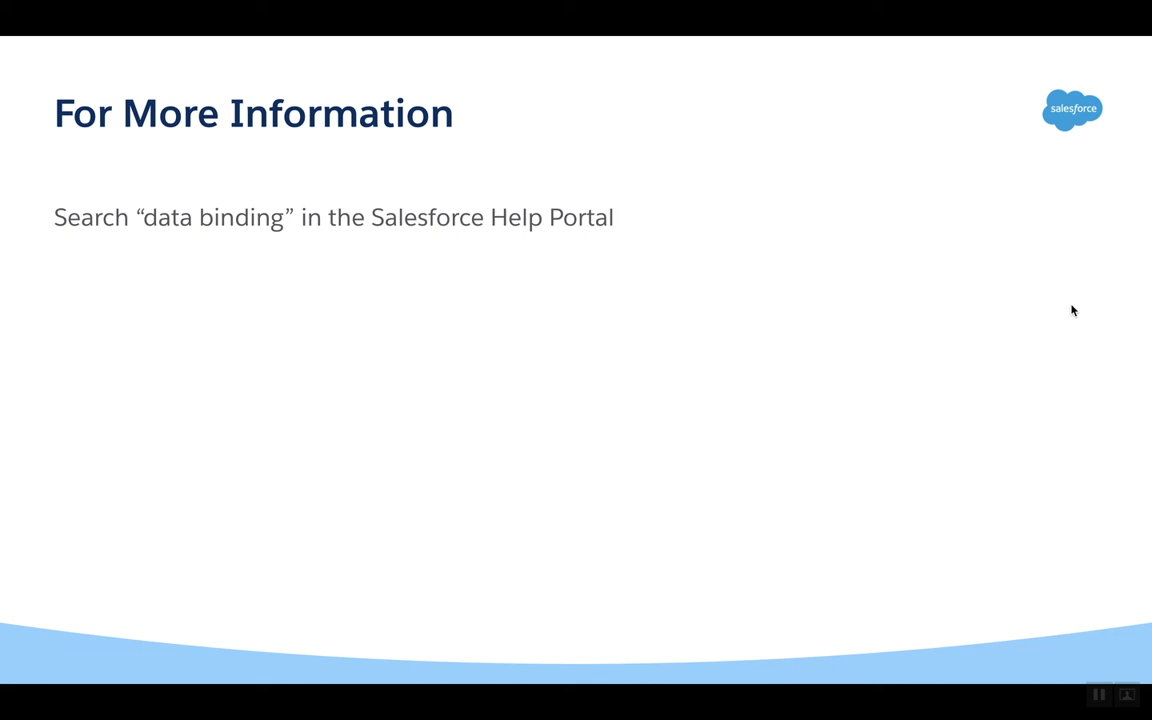 For More Information
salesforce
Search “data binding” in the Salesforce Help Portal